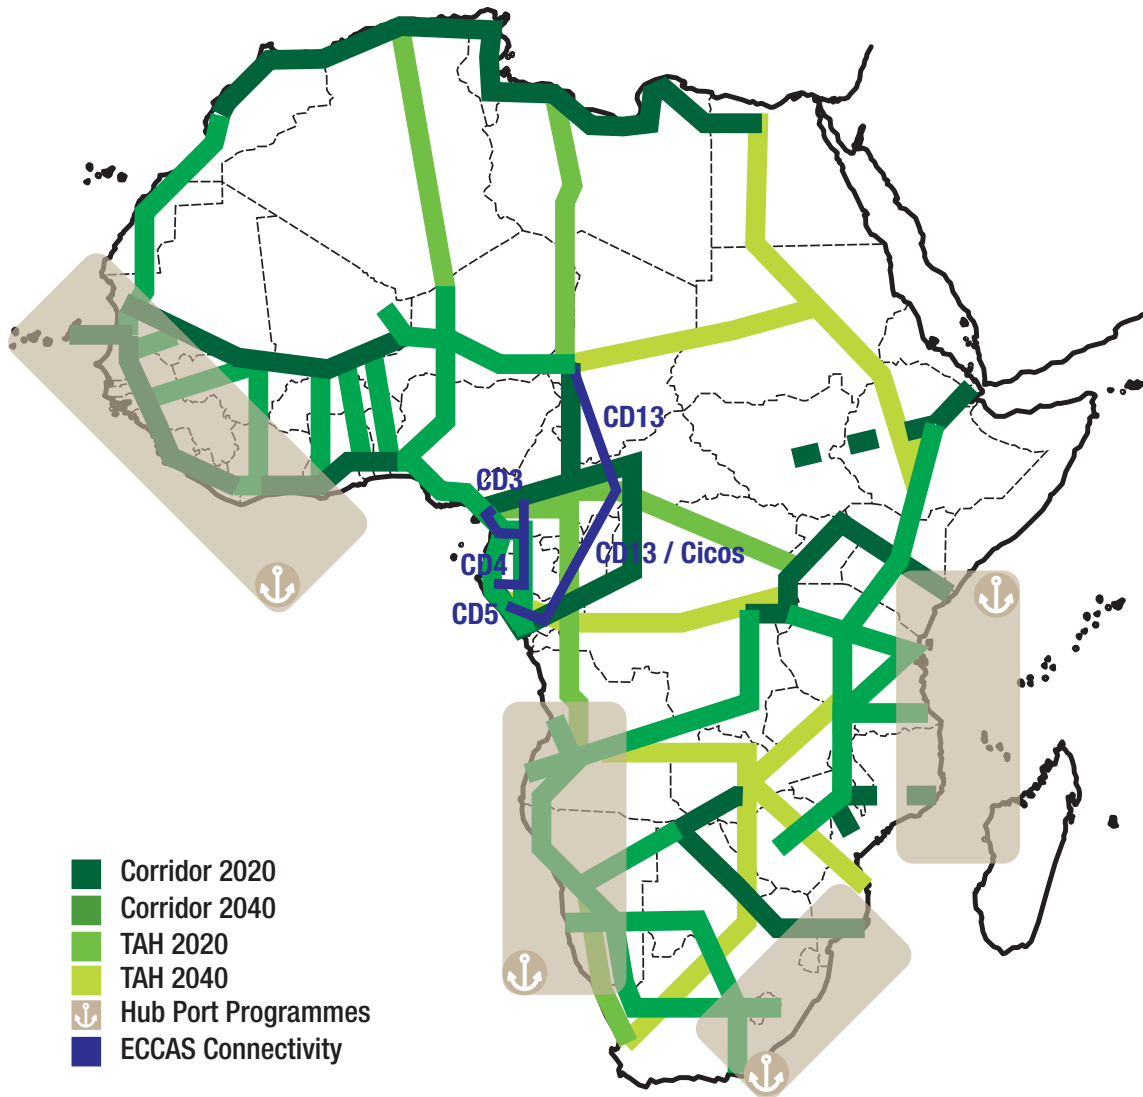 CD13
CD3
CD13 / Cicos
CD4
CD5
Corridor 2020
Corridor 2040
TAH 2020
TAH 2040
Hub Port Programmes
ECCAS Connectivity